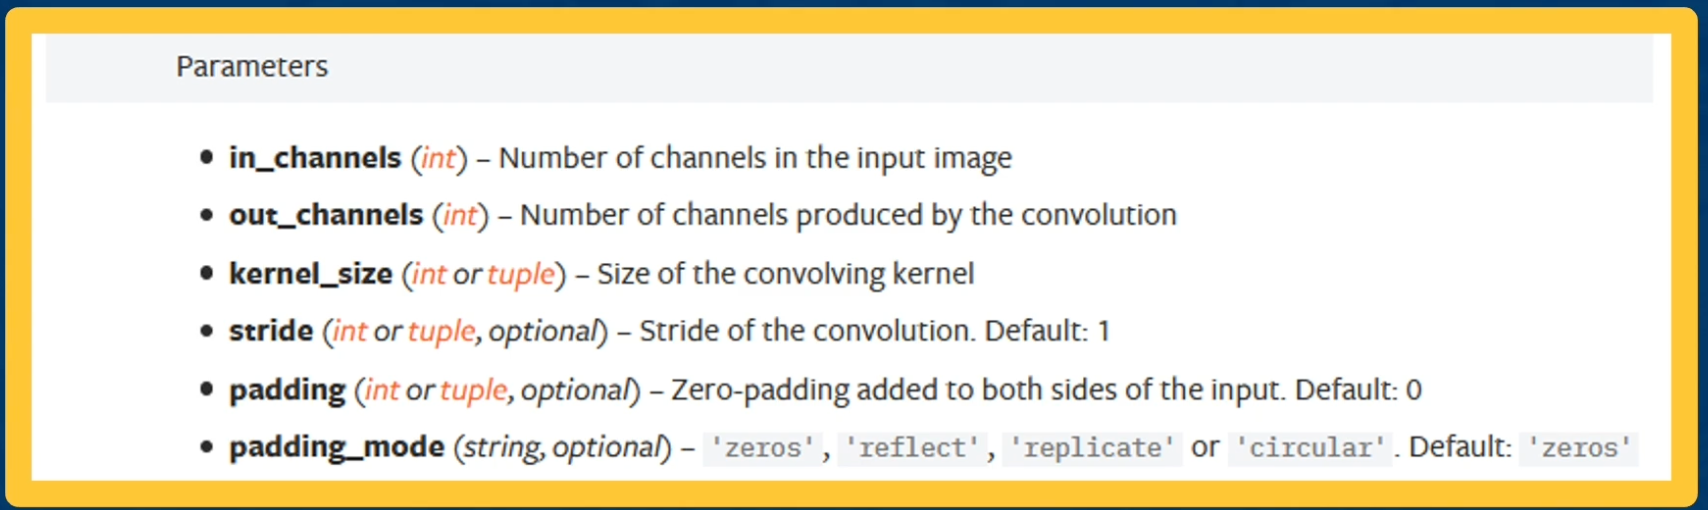 Parameters
• in_channels (int) – Number of channels in the input image
• out_channels (int) – Number of channels produced by the convolution
• kernel_size (int or tuple) – Size of the convolving kernel
• stride (int or tuple, optional) – Stride of the convolution. Default: 1
• padding (int or tuple, optional) – Zero-padding added to both sides of the input. Default: 0
• padding_mode (string, optional) – 'zeros', 'reflect', 'replicate' or 'circular'. Default: 'zeros'